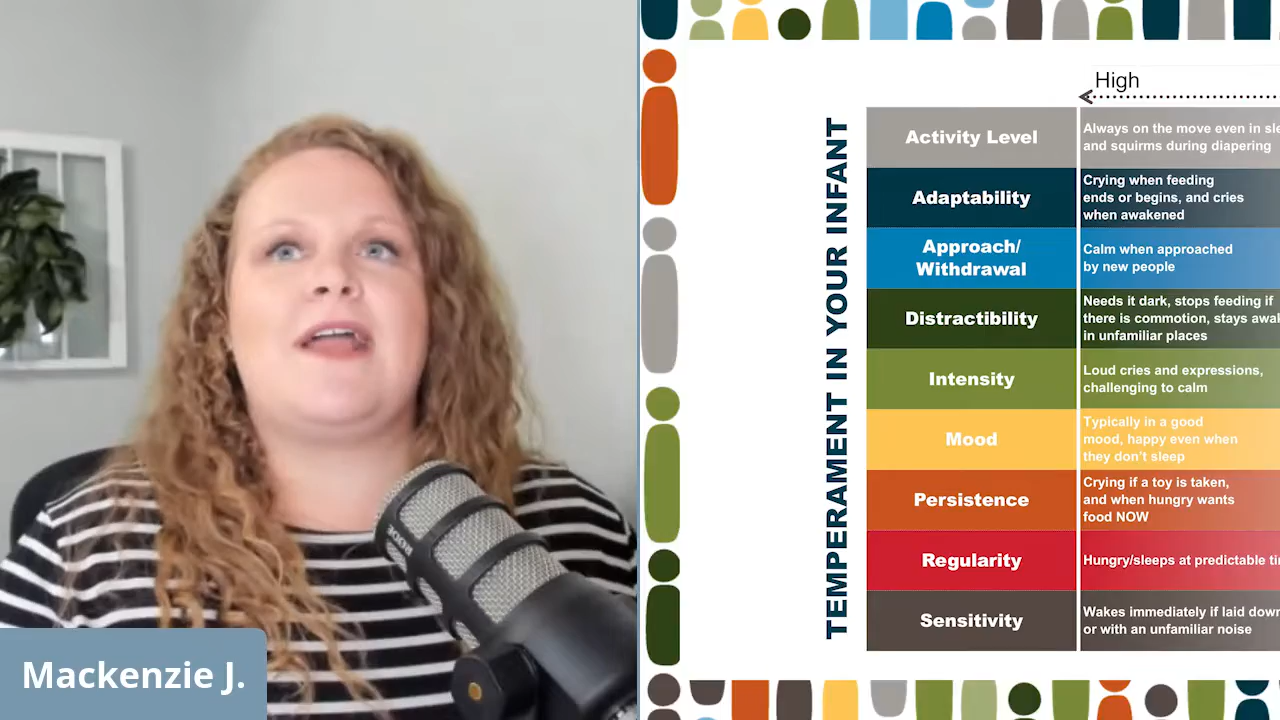 High
TEMPERAMENT IN YOUR INFANT
Activity Level
Always on the move even in
and squirms during diapering
Adaptability
Crying when feeding
ends or begins, and cries
when awakened
Approach/
Withdrawal
Calm when approached
by new people
Distractibility
Needs it dark, stops feeding if
there is commotion, stays
in unfamiliar places
Intensity
Loud cries and expressions,
challenging to calm
Mood
Typically in a good
mood, happy even when
they don't sleep
Persistence
Crying if a toy is taken,
and when hungry wants
food NOW
Regularity
Hungry/sleeps at predictable
Sensitivity
Wakes immediately if laid down
or with an unfamiliar noise
RODE
Mackenzie J.